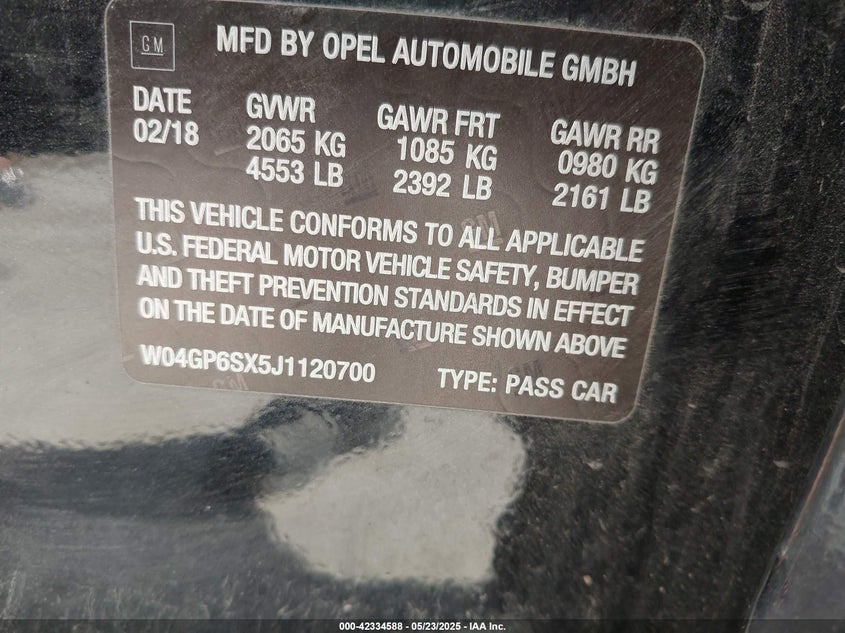 GM
MFD BY OPEL AUTOMOBILE GMBH
DATE GVWR GAWR FRT GAWR RR
02/18 2065 KG 1085 KG 0980 KG
4553 LB 2392 LB 2161 LB
THIS VEHICLE CONFORMS TO ALL APPLICABLE
U.S. FEDERAL MOTOR VEHICLE SAFETY, BUMPER
AND THEFT PREVENTION STANDARDS IN EFFECT
ON THE DATE OF MANUFACTURE SHOWN ABOVE
W04GP6SX5J1120700 TYPE: PASS CAR
000-42334588 - 05/23/2025 - IAA Inc.